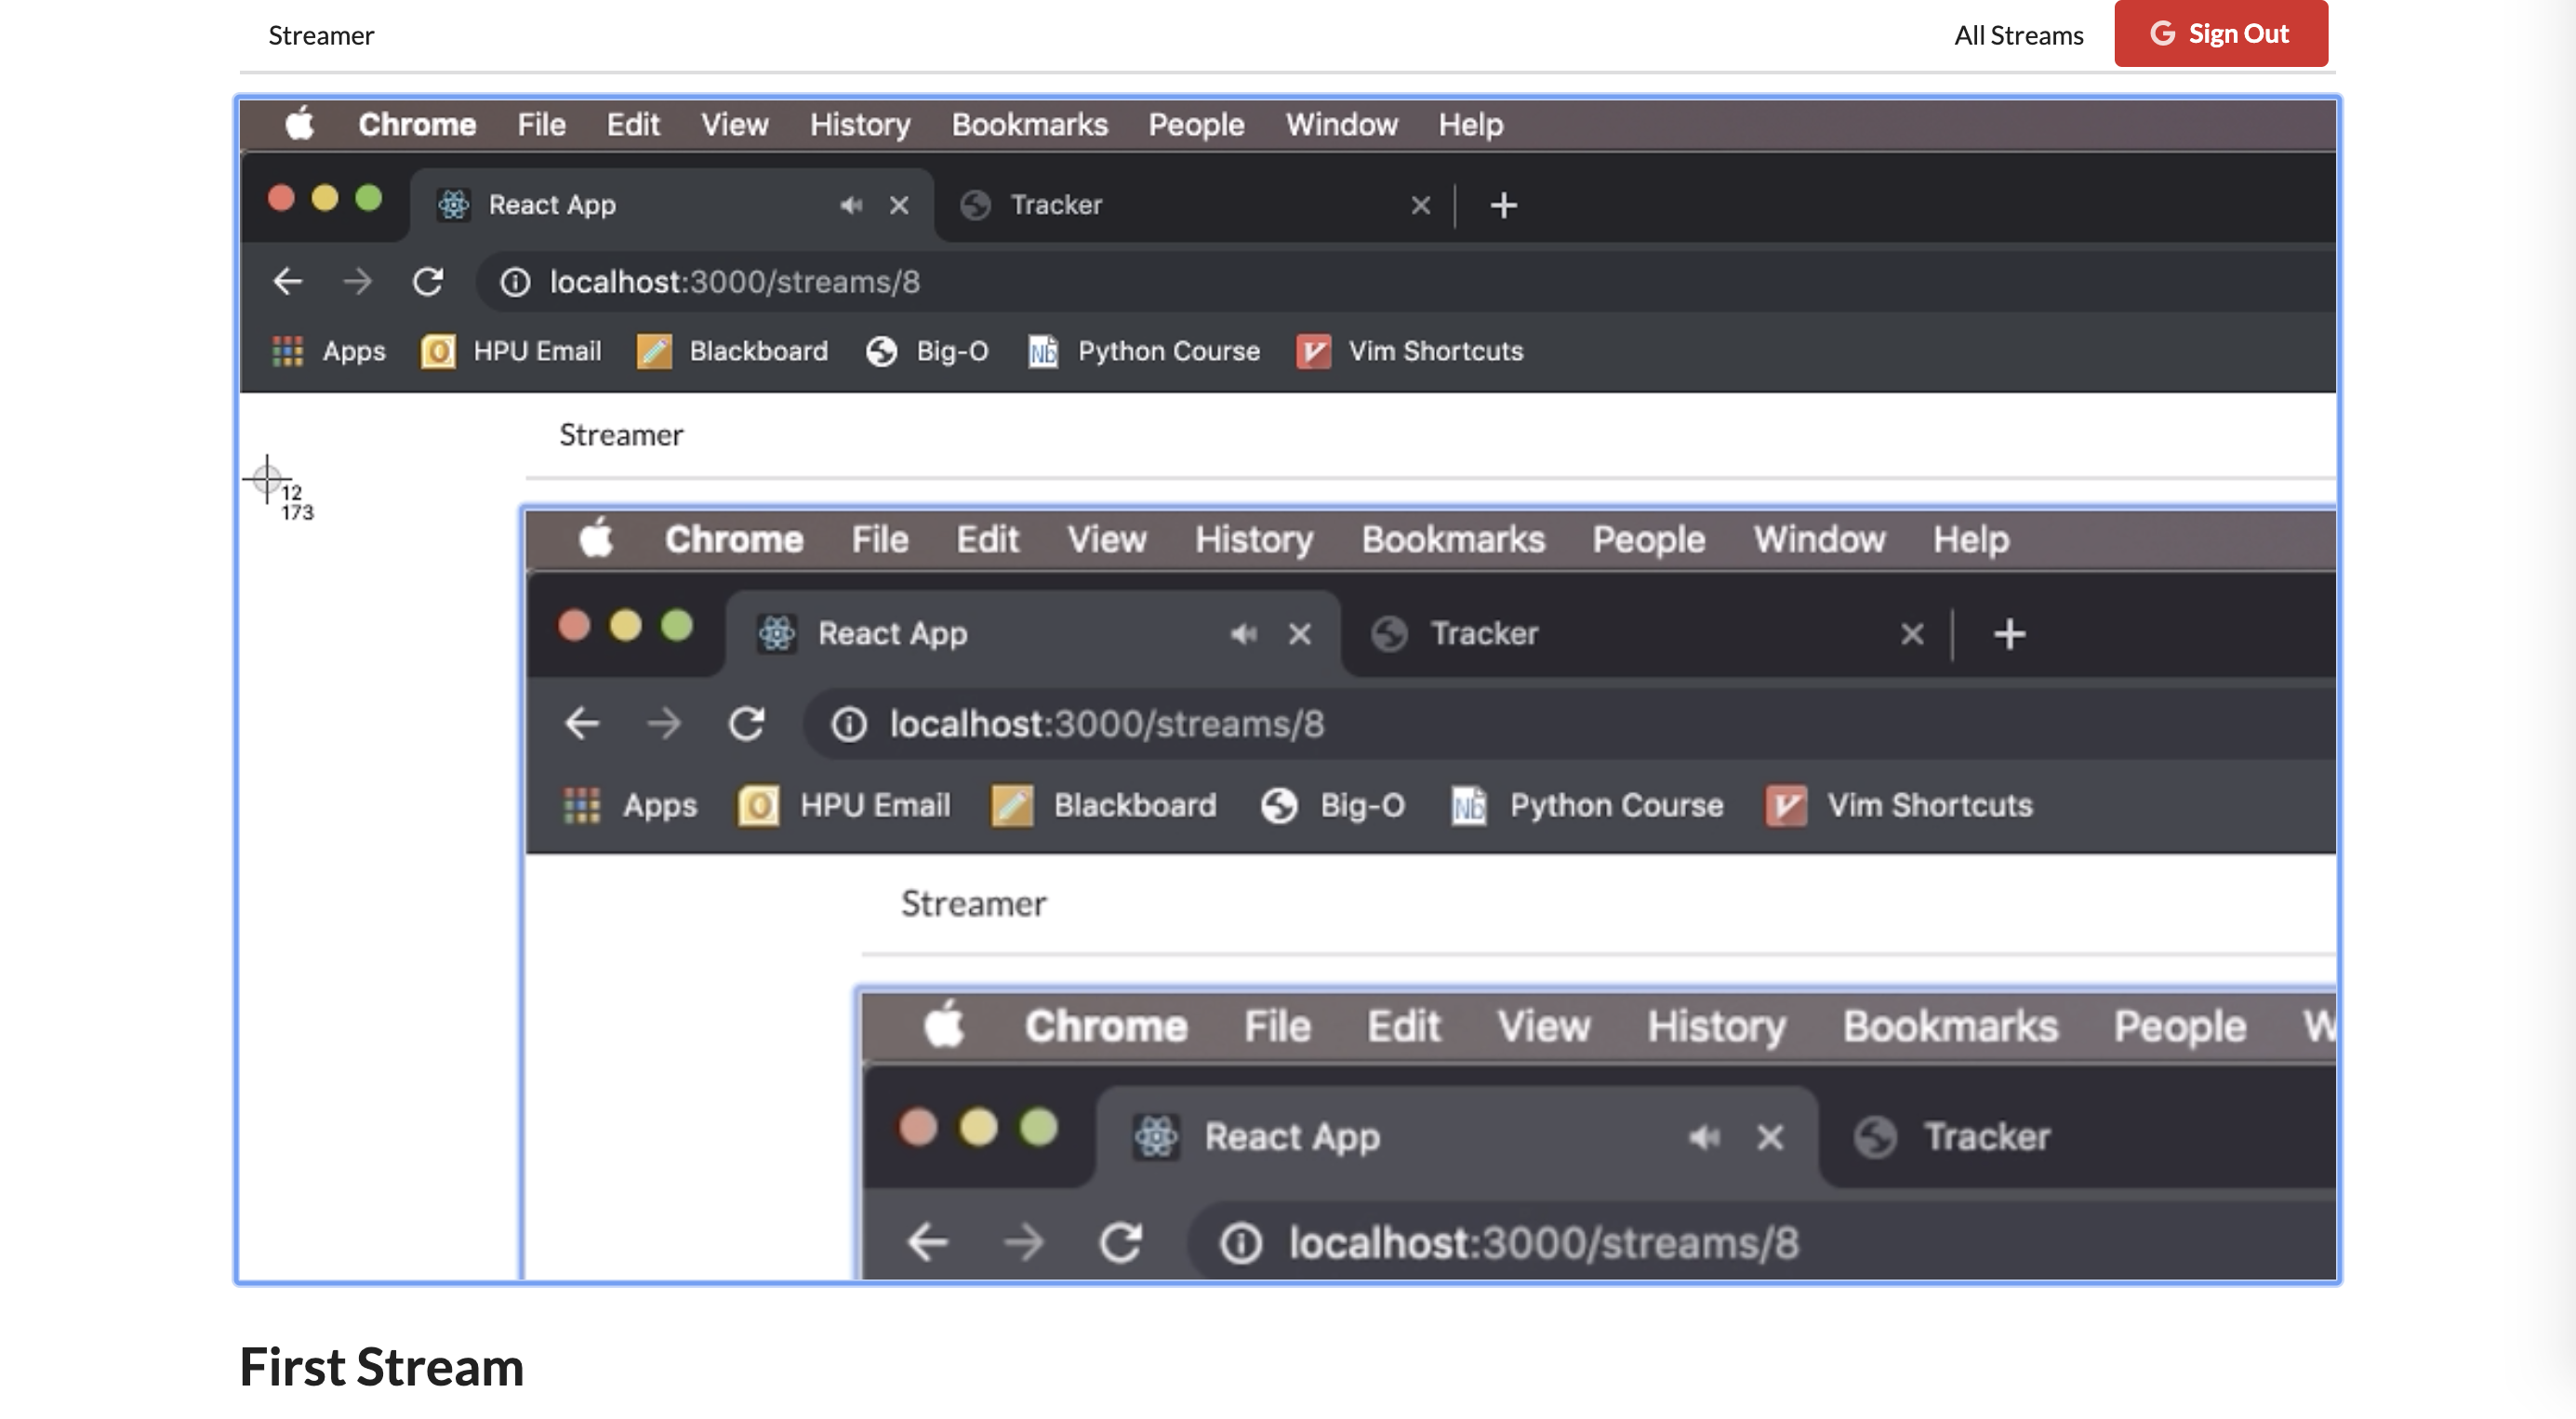 Streamer All Streams Sign Out
Chrome File Edit View History Bookmarks People Window Help
React App Tracker
localhost:3000/streams/8
Apps HPU Email Blackboard Big-O Nb Python Course Vim Shortcuts
Streamer
12
173
Chrome File Edit View History Bookmarks People Window Help
React App Tracker
localhost:3000/streams/8
Apps HPU Email Blackboard Big-O Nb Python Course Vim Shortcuts
Streamer
Chrome File Edit View History Bookmarks People W
React App Tracker
localhost:3000/streams/8
First Stream